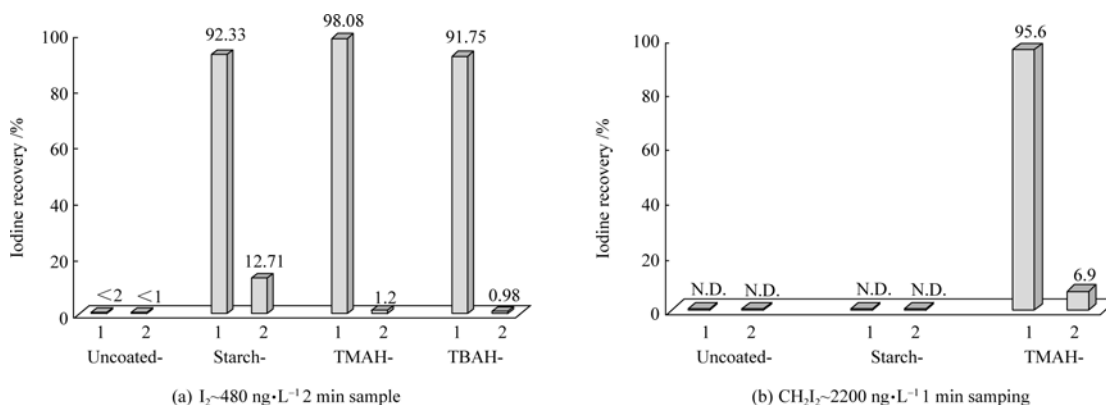 98.08
92.33
91.75
100
80
60
40
20
0
Iodine recovery /%
<2
<1
12.71
1.2
0.98
1 2 1 2 1 2 1 2
Uncoated- Starch- TMAH- TBAH-
(a) I₂~480 ng•L⁻¹ 2 min sample
95.6
100
80
60
40
20
0
Iodine recovery /%
N.D. N.D. N.D. N.D.
6.9
1 2 1 2 1 2
Uncoated- Starch- TMAH-
(b) CH₂I₂~2200 ng•L⁻¹ 1 min samping